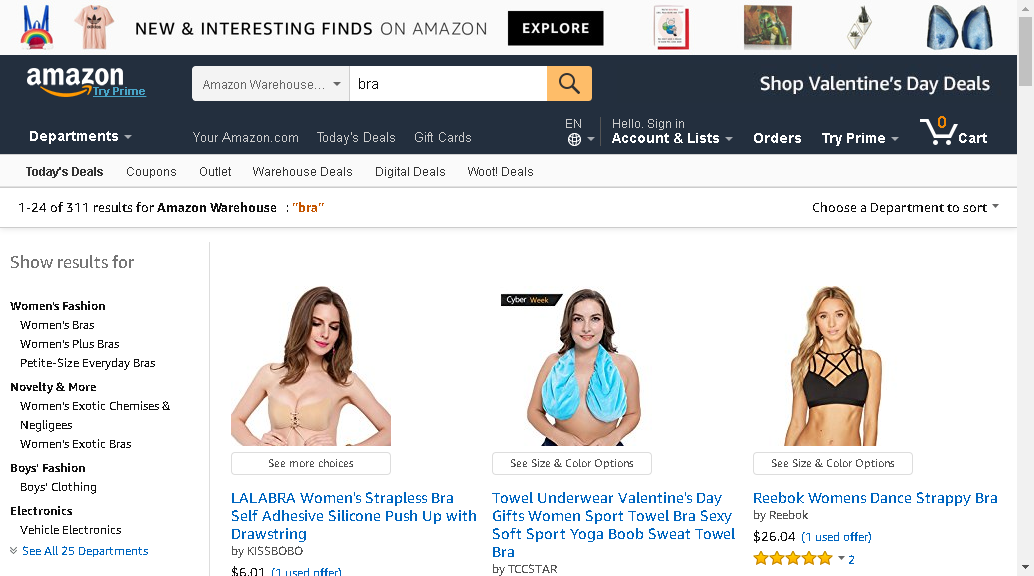 NEW & INTERESTING FINDS ON AMAZON EXPLORE
amazon
Try Prime
Amazon Warehouse...
bra
Shop Valentine's Day Deals
Departments
Your Amazon.com
Today's Deals
Gift Cards
EN
Hello. Sign in
Account & Lists
Orders
Try Prime
0
Cart
Today's Deals
Coupons
Outlet
Warehouse Deals
Digital Deals
Woot! Deals
1-24 of 311 results for Amazon Warehouse : "bra"
Choose a Department to sort
Show results for
Women's Fashion
Women's Bras
Women's Plus Bras
Petite-Size Everyday Bras
Novelty & More
Women's Exotic Chemises &
Negligees
Women's Exotic Bras
Boys' Fashion
Boys' Clothing
Electronics
Vehicle Electronics
See All 25 Departments
See more choices
LALABRA Women's Strapless Bra
Self Adhesive Silicone Push Up with
Drawstring
by KISSBOBO
$6.01 (1 used offer)
Cyber Week
See Size & Color Options
Towel Underwear Valentine's Day
Gifts Women Sport Towel Bra Sexy
Soft Sport Yoga Boob Sweat Towel
Bra
by TCCSTAR
See Size & Color Options
Reebok Womens Dance Strappy Bra
by Reebok
$26.04 (1 used offer)
2